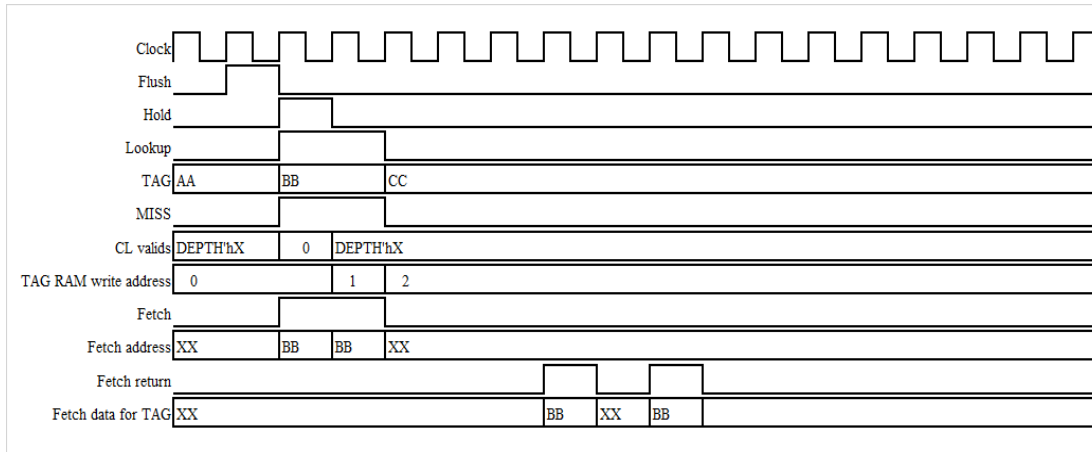 Clock
Flush
Hold
Lookup
TAG AA BB CC
MISS
CL valids DEPTH'hX 0 DEPTH'hX
TAG RAM write address 0 1 2
Fetch
Fetch address XX BB BB XX
Fetch return
Fetch data for TAG XX BB XX BB